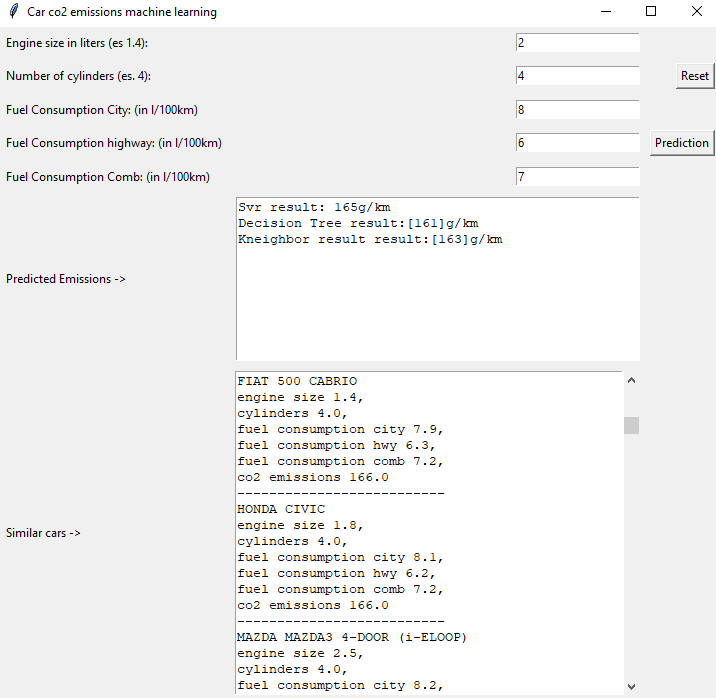 Car co2 emissions machine learning
Engine size in liters (es 1.4): 2
Number of cylinders (es. 4): 4 Reset
Fuel Consumption City: (in l/100km) 8
Fuel Consumption highway: (in l/100km) 6 Prediction
Fuel Consumption Comb: (in l/100km) 7
Predicted Emissions ->
Svr result: 165g/km
Decision Tree result:[161]g/km
Kneighbor result result:[163]g/km
Similar cars ->
FIAT 500 CABRIO
engine size 1.4,
cylinders 4.0,
fuel consumption city 7.9,
fuel consumption hwy 6.3,
fuel consumption comb 7.2,
co2 emissions 166.0
--------------------------
HONDA CIVIC
engine size 1.8,
cylinders 4.0,
fuel consumption city 8.1,
fuel consumption hwy 6.2,
fuel consumption comb 7.2,
co2 emissions 166.0
--------------------------
MAZDA MAZDA3 4-DOOR (i-ELOOP)
engine size 2.5,
cylinders 4.0,
fuel consumption city 8.2,